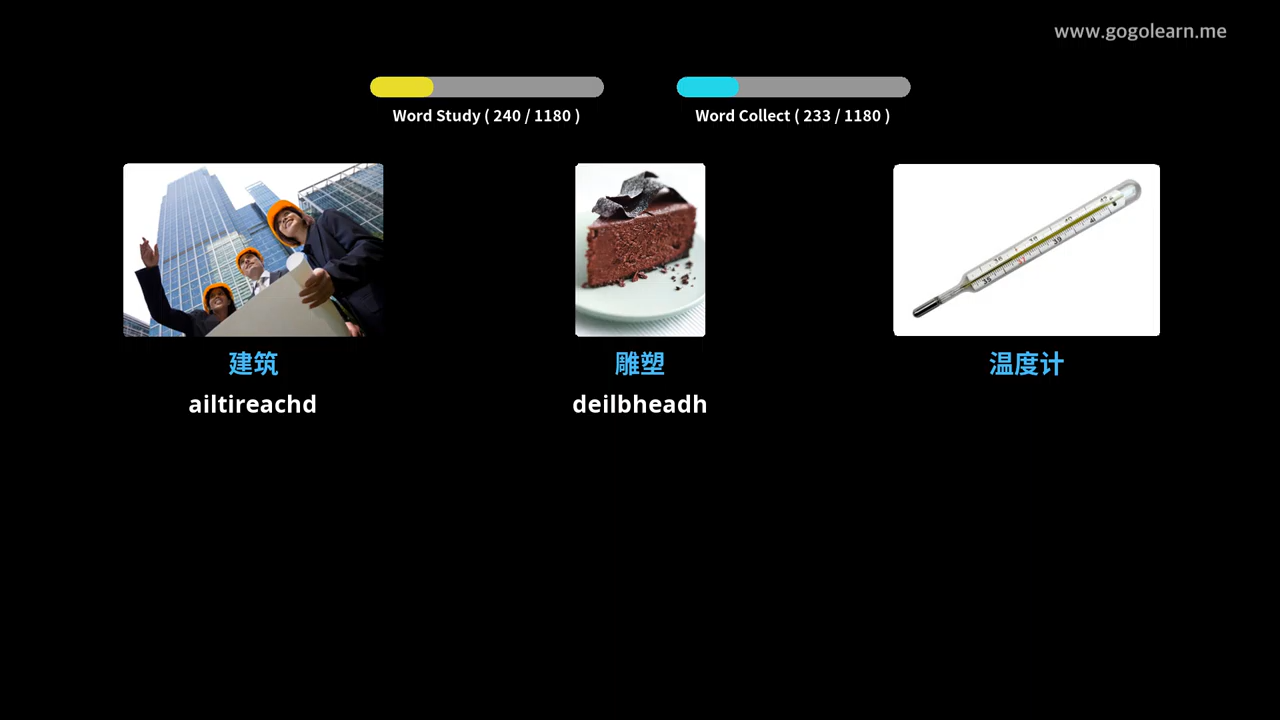 www.gogolearn.me
Word Study ( 240 / 1180 )
Word Collect ( 233 / 1180 )
建筑
雕塑
温度计
ailtireachd
deilbheadh